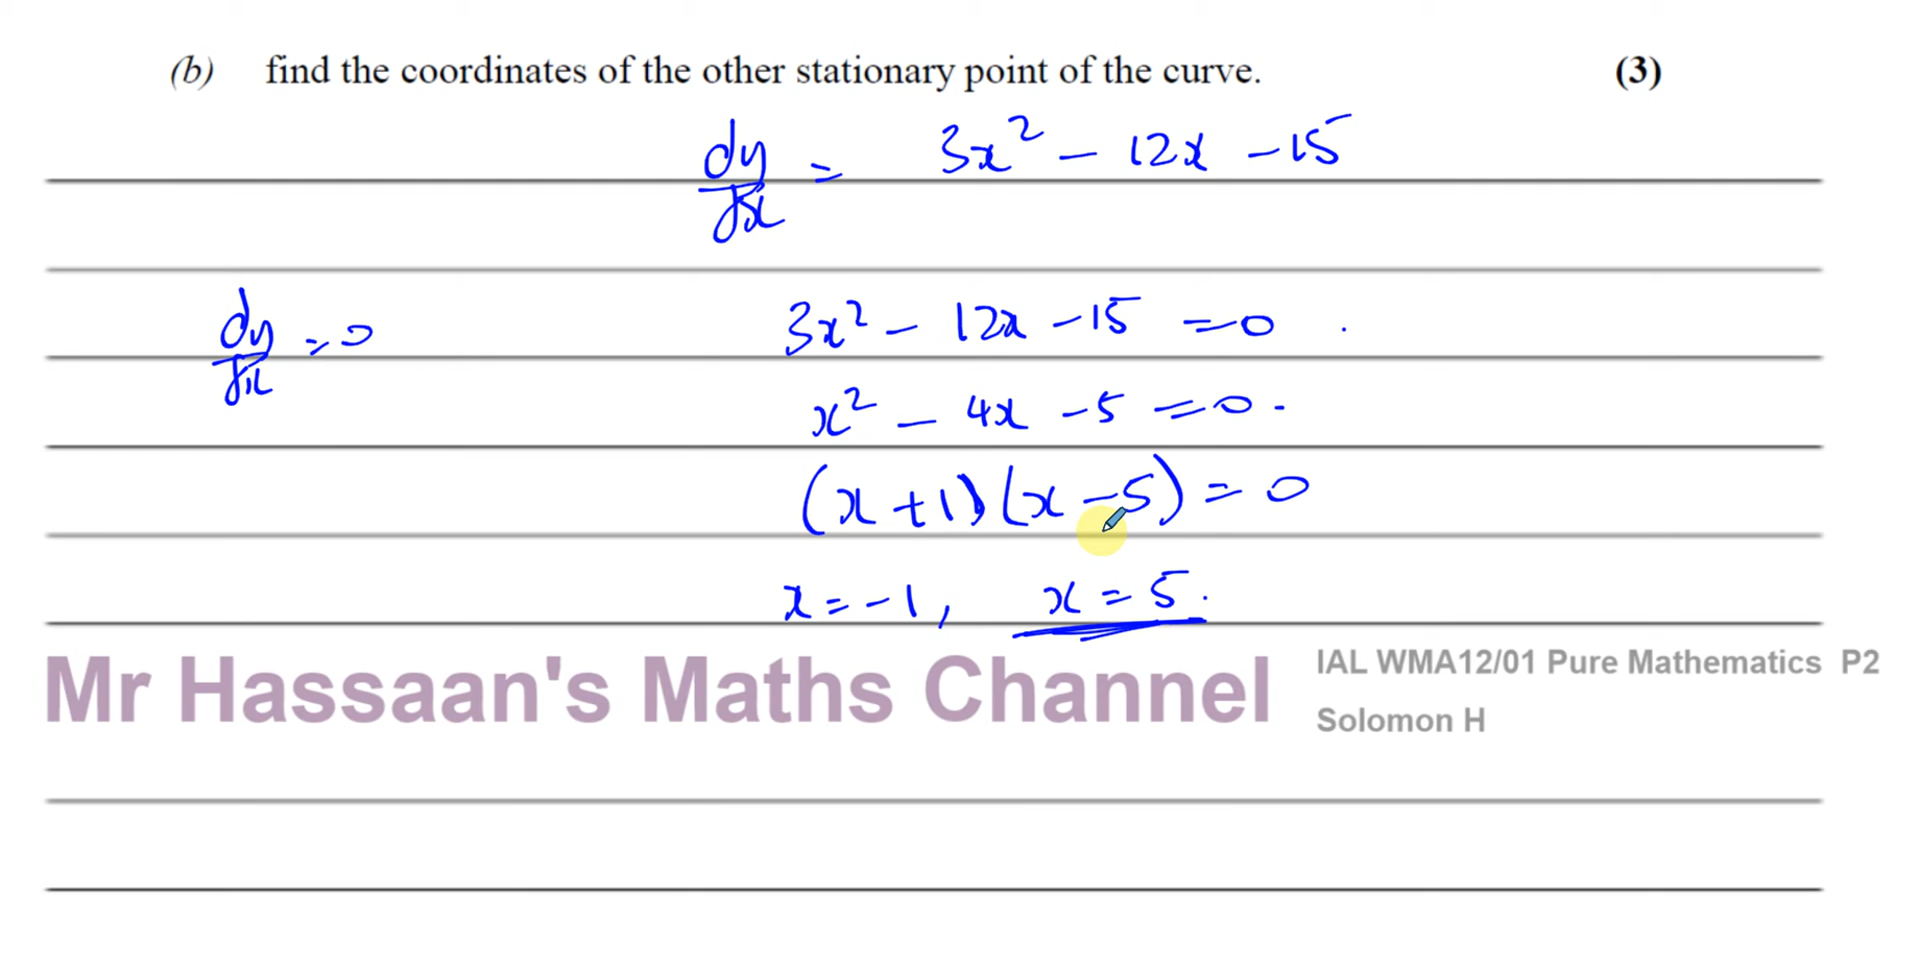 (b) find the coordinates of the other stationary point of the curve. (3)
dy/dx = 3x² - 12x - 15
dy/dx = 0 3x² - 12x - 15 = 0 .
x² - 4x - 5 = 0 .
(x + 1)(x - 5) = 0
x = -1, x = 5 .
Mr Hassaan's Maths Channel
IAL WMA12/01 Pure Mathematics P2
Solomon H